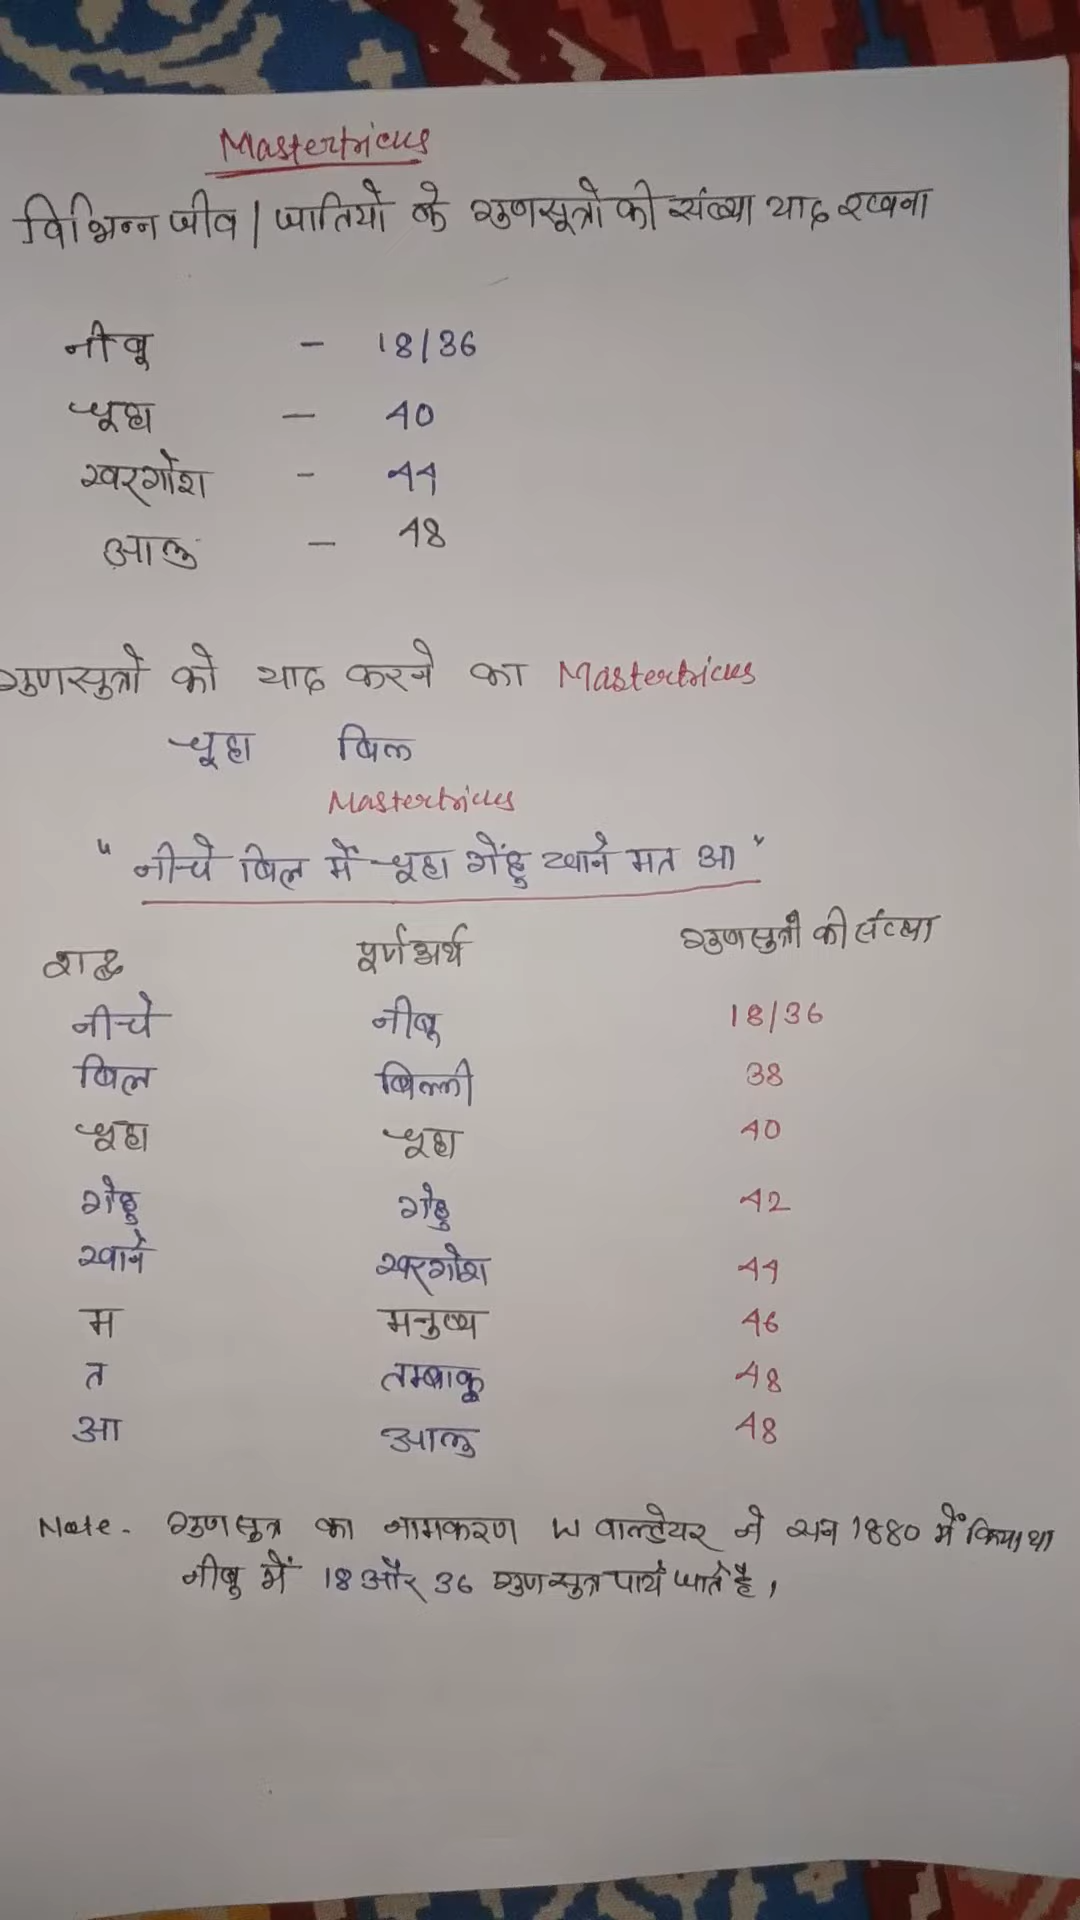 Mastertricks
विभिन्न जीव / जातियो के गुणसूत्रो की संख्या याद रखना
नीबू - 18/36
चूहा - 40
खरगोश - 44
आलु - 48
गुणसुत्रो को याद करने का Mastertricks
चूहा बिल
Mastertricks
"नीचे बिल में चूहा गेंहु खाने मत आ"
शब्द पूर्ण अर्थ गुणसुत्रो की संख्या
नीचे नीबू 18/36
बिल बिल्ली 38
चूहा चूहा 40
गेहु गेहु 42
खाने खरगोश 44
म मनुष्य 46
त तम्बाकू 48
आ आलु 48
Note. गुणसुत्र का नामकरण W वाल्डेयर ने सन 1880 में किया था
नीबु में 18 और 36 गुणसुत्र पाये जाते है,